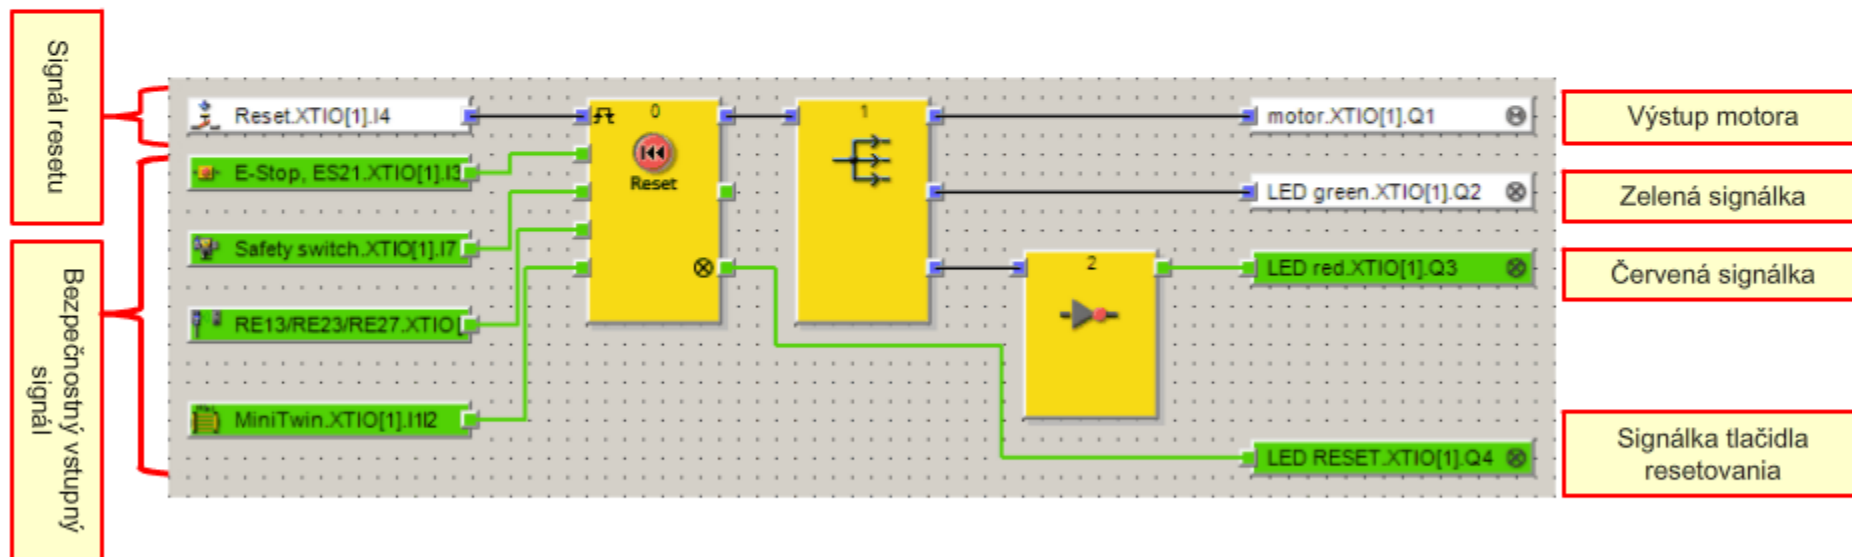 Signál resetu
Bezpečnostný vstupný
signál
Reset.XTIO[1].I4
E-Stop, ES21.XTIO[1].I3
Safety switch.XTIO[1].I7
RE13/RE23/RE27.XTIO[
MiniTwin.XTIO[1].I1I2
0
Reset
1
2
motor.XTIO[1].Q1
LED green.XTIO[1].Q2
LED red.XTIO[1].Q3
LED RESET.XTIO[1].Q4
Výstup motora
Zelená signálka
Červená signálka
Signálka tlačidla
resetovania